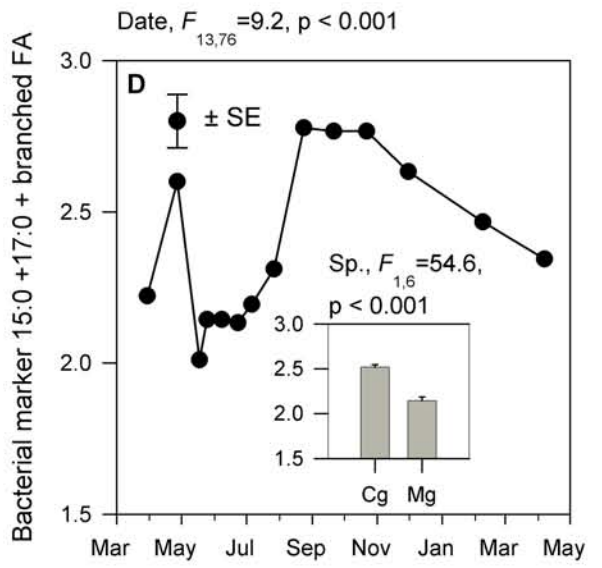 Date, F13,76=9.2, p < 0.001
Bacterial marker 15:0 +17:0 + branched FA
3.0
2.5
2.0
1.5
D
± SE
Sp., F1,6=54.6,
p < 0.001
3.0
2.5
2.0
1.5
Cg Mg
Mar May Jul Sep Nov Jan Mar May